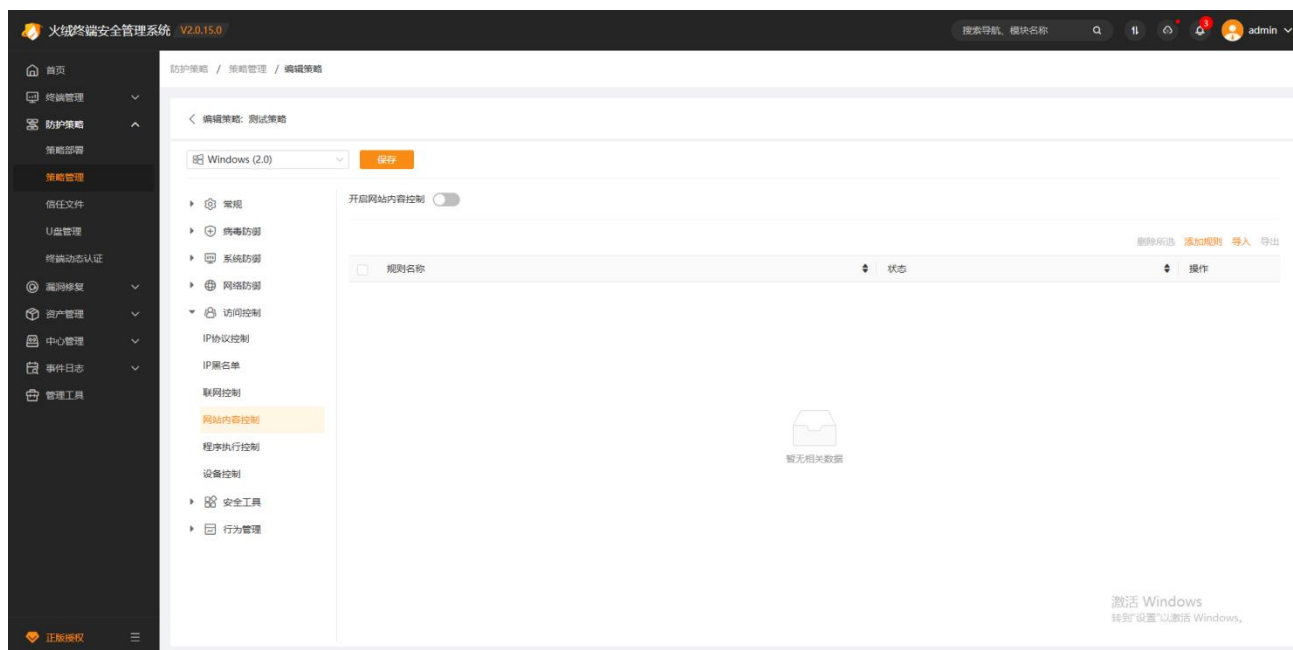 火绒终端安全管理系统 V2.0.15.0
搜索导航、模块名称
3
admin
首页
终端管理
防护策略
策略部署
策略管理
信任文件
U盘管理
终端动态认证
漏洞修复
资产管理
中心管理
事件日志
管理工具
正版授权
防护策略 / 策略管理 / 编辑策略
编辑策略: 测试策略
Windows (2.0)
保存
常规
病毒防御
系统防御
网络防御
访问控制
IP协议控制
IP黑名单
联网控制
网站内容控制
程序执行控制
设备控制
安全工具
行为管理
开启网站内容控制
删除所选 添加规则 导入 导出
规则名称 状态 操作
暂无相关数据
激活 Windows
转到"设置"以激活 Windows。